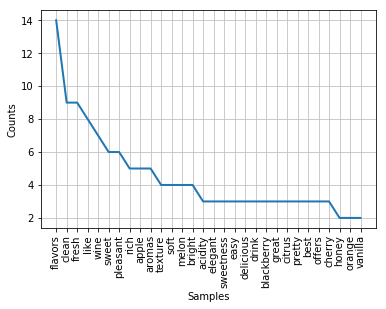 14
12
10
8
6
4
2
Counts
flavors
clean
fresh
like
wine
sweet
pleasant
rich
apple
aromas
texture
soft
melon
bright
acidity
elegant
sweetness
easy
delicious
drink
blackberry
great
citrus
pretty
best
offers
cherry
honey
orange
vanilla
Samples